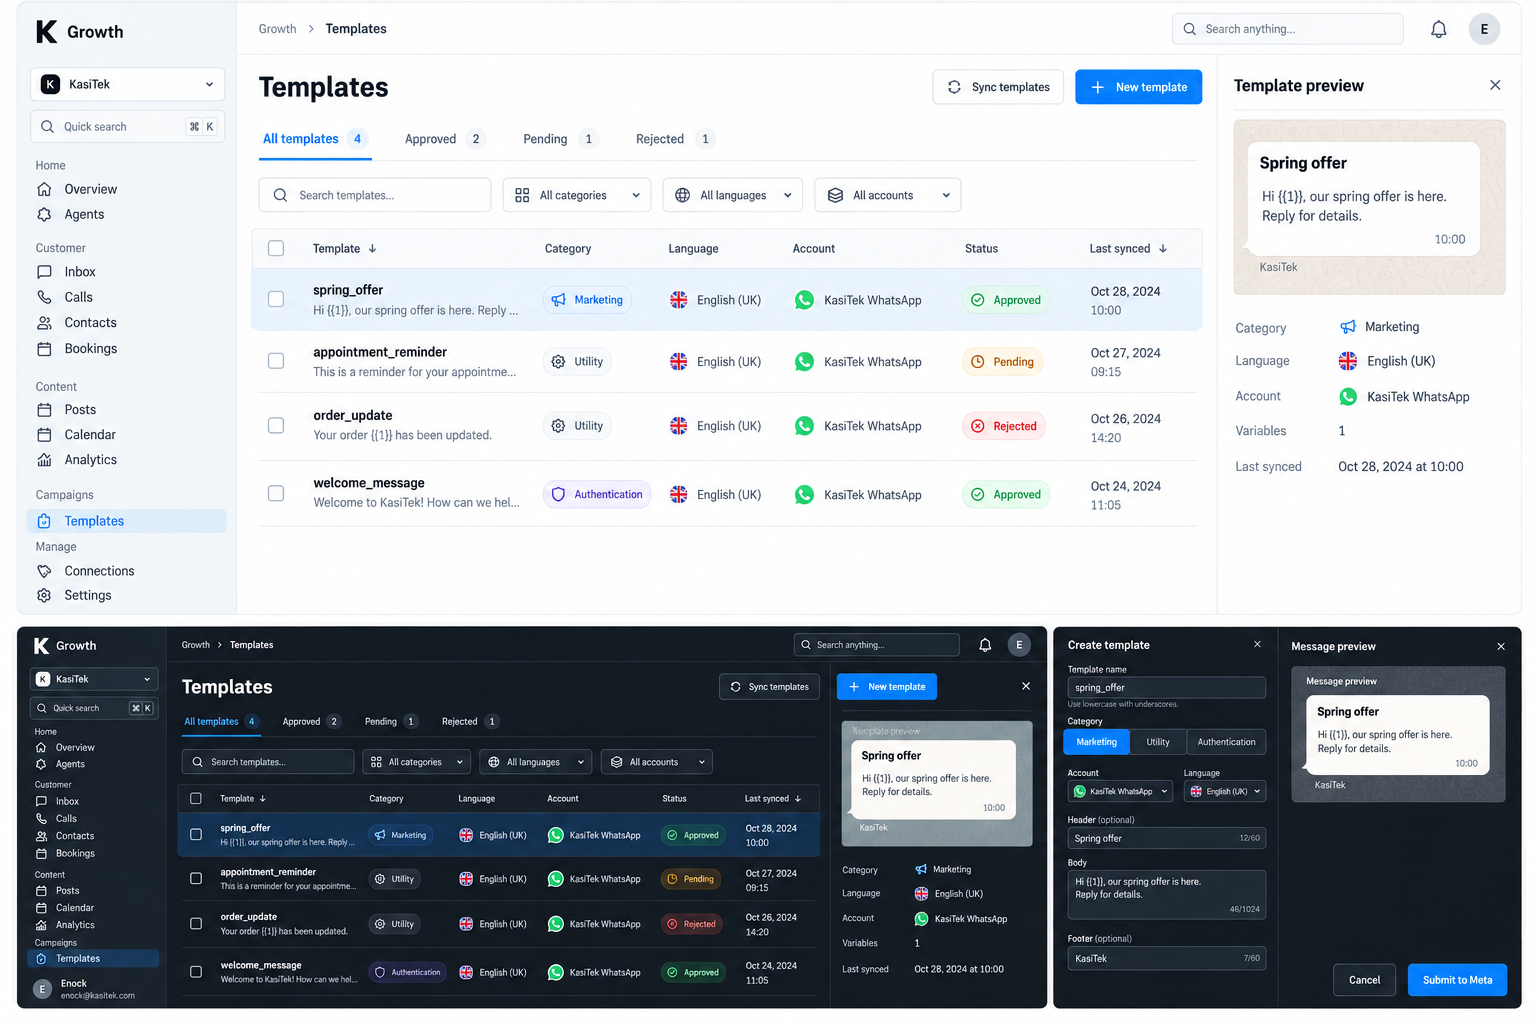 K Growth
K KasiTek
Quick search ⌘ K
Home
Overview
Agents
Customer
Inbox
Calls
Contacts
Bookings
Content
Posts
Calendar
Analytics
Campaigns
Templates
Manage
Connections
Settings
Growth > Templates
Search anything...
E
Templates
Sync templates
+ New template
All templates 4
Approved 2
Pending 1
Rejected 1
Search templates...
All categories
All languages
All accounts
Template ↓ Category Language Account Status Last synced ↓
spring_offer
Hi {{1}}, our spring offer is here. Reply ...
Marketing
English (UK)
KasiTek WhatsApp
Approved
Oct 28, 2024
10:00
appointment_reminder
This is a reminder for your appointme...
Utility
English (UK)
KasiTek WhatsApp
Pending
Oct 27, 2024
09:15
order_update
Your order {{1}} has been updated.
Utility
English (UK)
KasiTek WhatsApp
Rejected
Oct 26, 2024
14:20
welcome_message
Welcome to KasiTek! How can we hel...
Authentication
English (UK)
KasiTek WhatsApp
Approved
Oct 24, 2024
11:05
Template preview
Spring offer
Hi {{1}}, our spring offer is here.
Reply for details.
10:00
KasiTek
Category Marketing
Language English (UK)
Account KasiTek WhatsApp
Variables 1
Last synced Oct 28, 2024 at 10:00
K Growth
K KasiTek
Quick search ⌘ K
Home
Overview
Agents
Customer
Inbox
Calls
Contacts
Bookings
Content
Posts
Calendar
Analytics
Campaigns
Templates
E
Enock
enock@kasitek.com
Growth > Templates
Search anything...
E
Templates
Sync templates
+ New template
All templates 4
Approved 2
Pending 1
Rejected 1
Search templates...
All categories
All languages
All accounts
Template ↓ Category Language Account Status Last synced ↓
spring_offer
Hi {{1}}, our spring offer is here. Reply ...
Marketing
English (UK)
KasiTek WhatsApp
Approved
Oct 28, 2024
10:00
appointment_reminder
This is a reminder for your appointme...
Utility
English (UK)
KasiTek WhatsApp
Pending
Oct 27, 2024
09:15
order_update
Your order {{1}} has been updated.
Utility
English (UK)
KasiTek WhatsApp
Rejected
Oct 26, 2024
14:20
welcome_message
Welcome to KasiTek! How can we hel...
Authentication
English (UK)
KasiTek WhatsApp
Approved
Oct 24, 2024
11:05
Template preview
Spring offer
Hi {{1}}, our spring offer is here.
Reply for details.
10:00
KasiTek
Category Marketing
Language English (UK)
Account KasiTek WhatsApp
Variables 1
Last synced Oct 28, 2024 at 10:00
Create template
Template name
spring_offer
Use lowercase with underscores.
Category
Marketing Utility Authentication
Account Language
KasiTek WhatsApp English (UK)
Header (optional)
Spring offer 12/60
Body
Hi {{1}}, our spring offer is here.
Reply for details.
46/1024
Footer (optional)
KasiTek 7/60
Message preview
Message preview
Spring offer
Hi {{1}}, our spring offer is here.
Reply for details.
10:00
KasiTek
Cancel
Submit to Meta